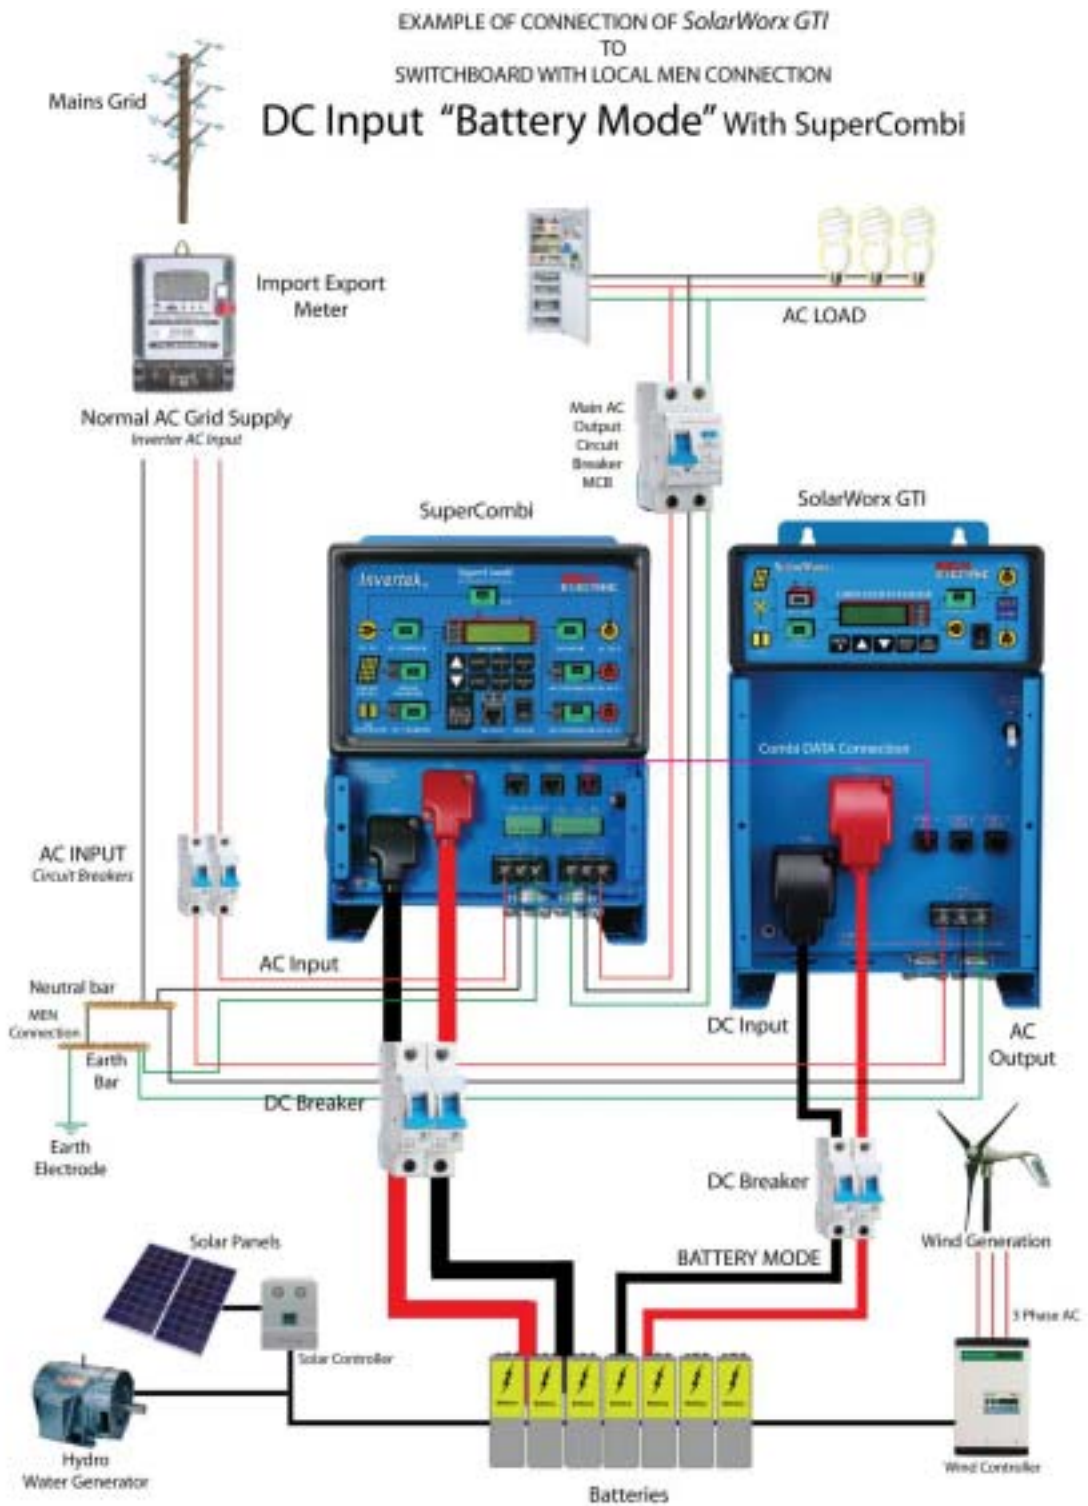 EXAMPLE OF CONNECTION OF SolarWorx GTI
TO
SWITCHBOARD WITH LOCAL MEN CONNECTION
DC Input "Battery Mode" With SuperCombi
Mains Grid
Import Export
Meter
AC LOAD
Normal AC Grid Supply
Inverter AC Input
Main AC
Output
Circuit
Breaker
MCB
SuperCombi
SolarWorx GTI
Invertek
SolarWorx
Combi DATA Connection
AC INPUT
Circuit Breakers
AC Input
Neutral bar
MEN
Connection
Earth
Bar
DC Input
AC
Output
DC Breaker
Earth
Electrode
DC Breaker
Solar Panels
BATTERY MODE
Wind Generation
3 Phase AC
Solar Controller
Hydro
Water Generator
Batteries
Wind Controller